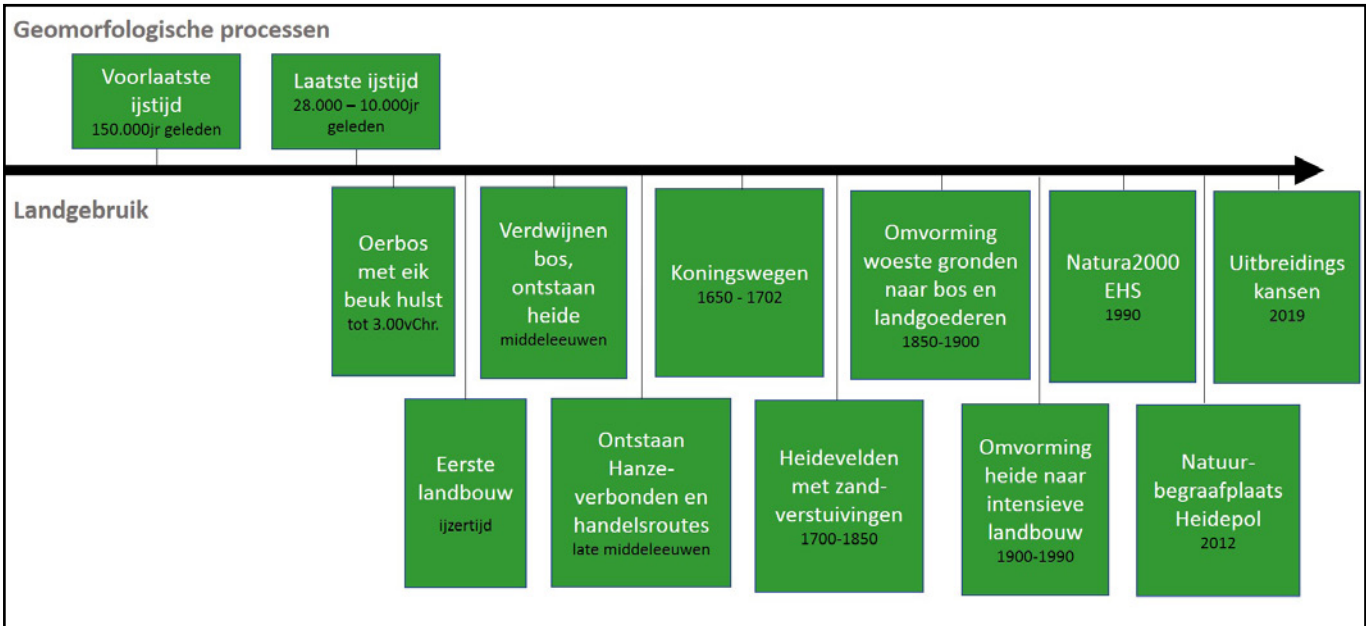 Geomorfologische processen
Voorlaatste
ijstijd
150.000jr geleden
Laatste ijstijd
28.000 – 10.000jr
geleden
Landgebruik
Oerbos
met eik
beuk hulst
tot 3.00vChr.
Eerste
landbouw
ijzertijd
Verdwijnen
bos,
ontstaan
heide
middeleeuwen
Ontstaan
Hanze-
verbonden en
handelsroutes
late middeleeuwen
Koningswegen
1650 - 1702
Heidevelden
met zand-
verstuivingen
1700-1850
Omvorming
woeste gronden
naar bos en
landgoederen
1850-1900
Omvorming
heide naar
intensieve
landbouw
1900-1990
Natura2000
EHS
1990
Natuur-
begraafplaats
Heidepol
2012
Uitbreidings
kansen
2019